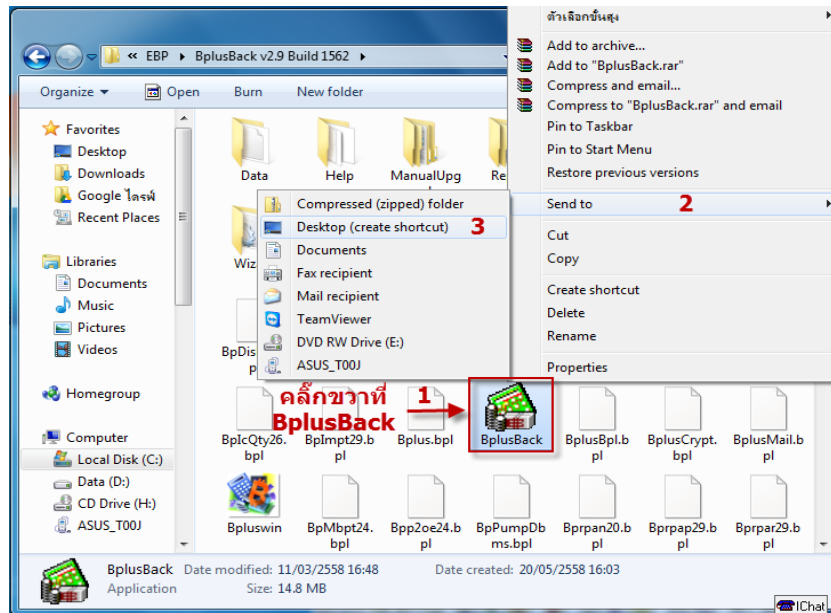 ตัวเลือกขั้นสูง
« EBP ▸ BplusBack v2.9 Build 1562 ▸
Organize ▾ Open Burn New folder
Add to archive...
Add to "BplusBack.rar"
Compress and email...
Compress to "BplusBack.rar" and email
Pin to Taskbar
Pin to Start Menu
Restore previous versions
Send to 2
Cut
Copy
Create shortcut
Delete
Rename
Properties
Favorites
Desktop
Downloads
Google ไดรฟ์
Recent Places
Libraries
Documents
Music
Pictures
Videos
Homegroup
Computer
Local Disk (C:)
Data (D:)
CD Drive (H:)
ASUS_T00J
Data Help ManualUpg
Compressed (zipped) folder
Desktop (create shortcut) 3
Documents
Fax recipient
Mail recipient
TeamViewer
DVD RW Drive (E:)
ASUS_T00J
คลิ๊กขวาที่ 1
BplusBack
BpIcQty26.bpl
BpImpt29.bpl
Bplus.bpl
BplusBack
BplusBpl.bpl
BplusCrypt.bpl
BplusMail.bpl
Bpluswin
BpMbpt24.bpl
Bpp2oe24.bpl
BpPumpDbms.bpl
Bprpan20.bpl
Bprpap29.bpl
Bprpar29.bpl
BplusBack Date modified: 11/03/2558 16:48 Date created: 20/05/2558 16:03
Application Size: 14.8 MB
IChat